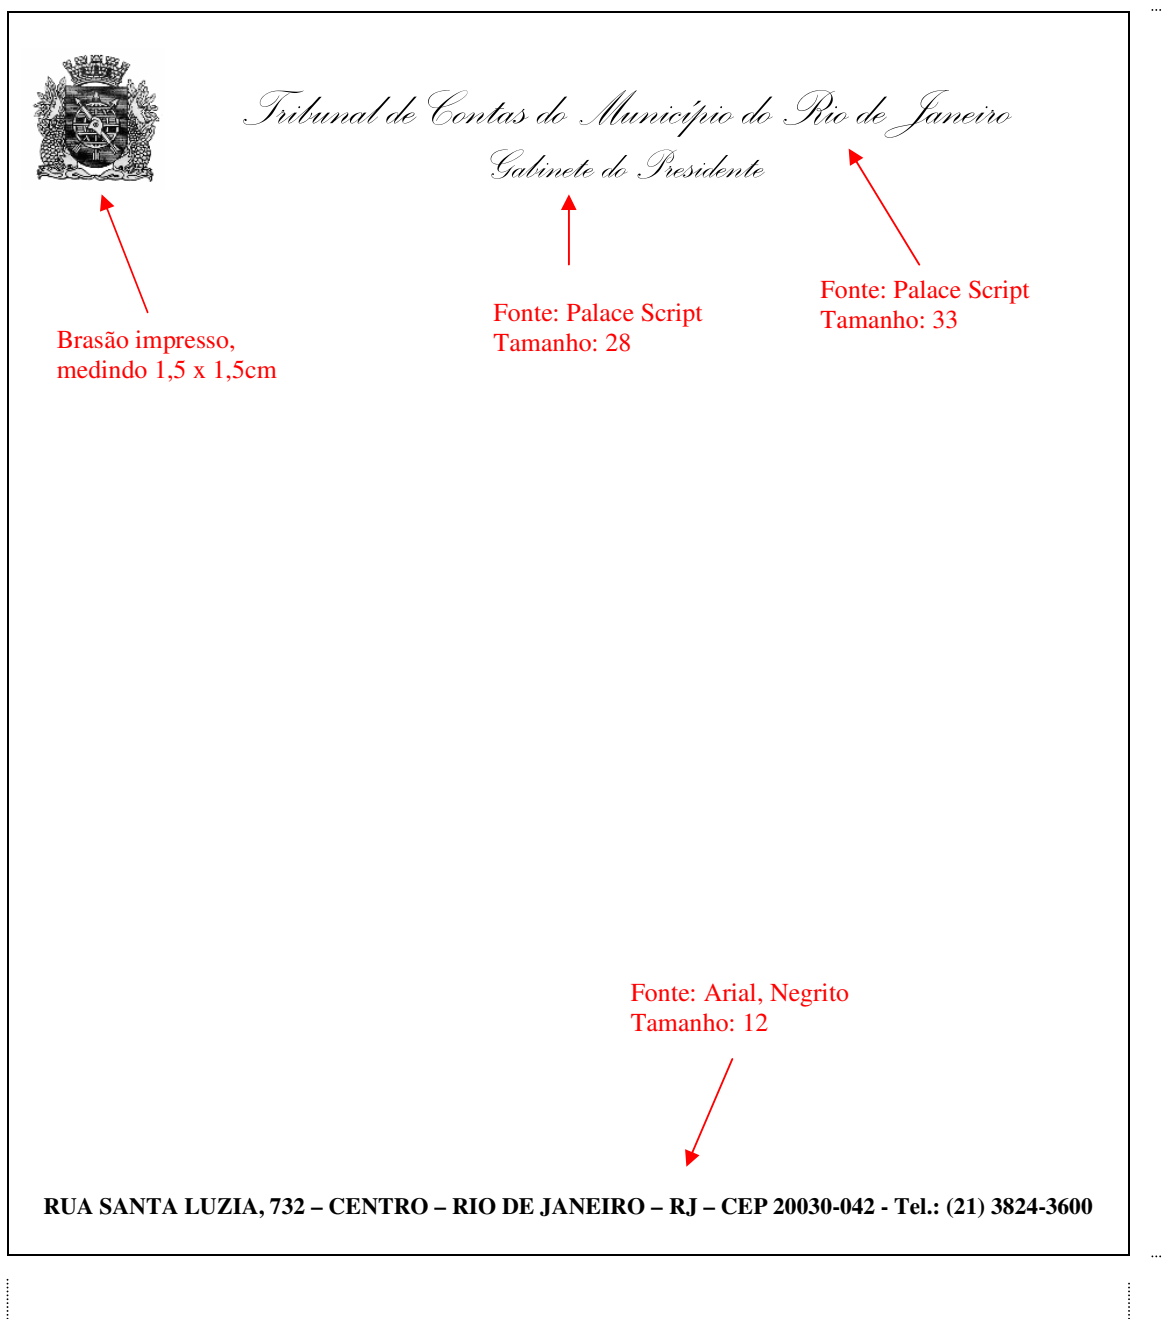 Tribunal de Contas do Município do Rio de Janeiro
Gabinete do Presidente
Fonte: Palace Script
Tamanho: 33
Fonte: Palace Script
Tamanho: 28
Brasão impresso,
medindo 1,5 x 1,5cm
Fonte: Arial, Negrito
Tamanho: 12
RUA SANTA LUZIA, 732 – CENTRO – RIO DE JANEIRO – RJ – CEP 20030-042 - Tel.: (21) 3824-3600